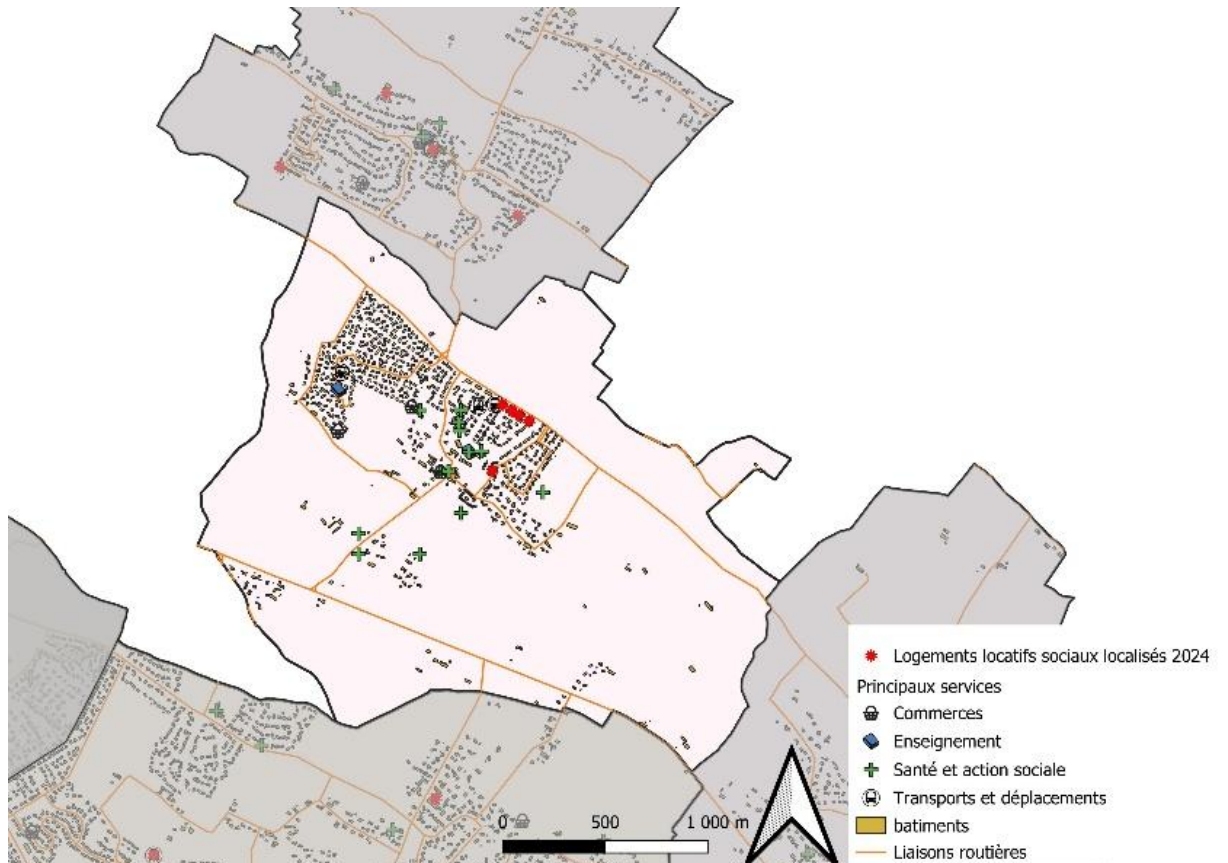 Logements locatifs sociaux localisés 2024
Principaux services
Commerces
Enseignement
Santé et action sociale
Transports et déplacements
batiments
Liaisons routières
0 500 1 000 m